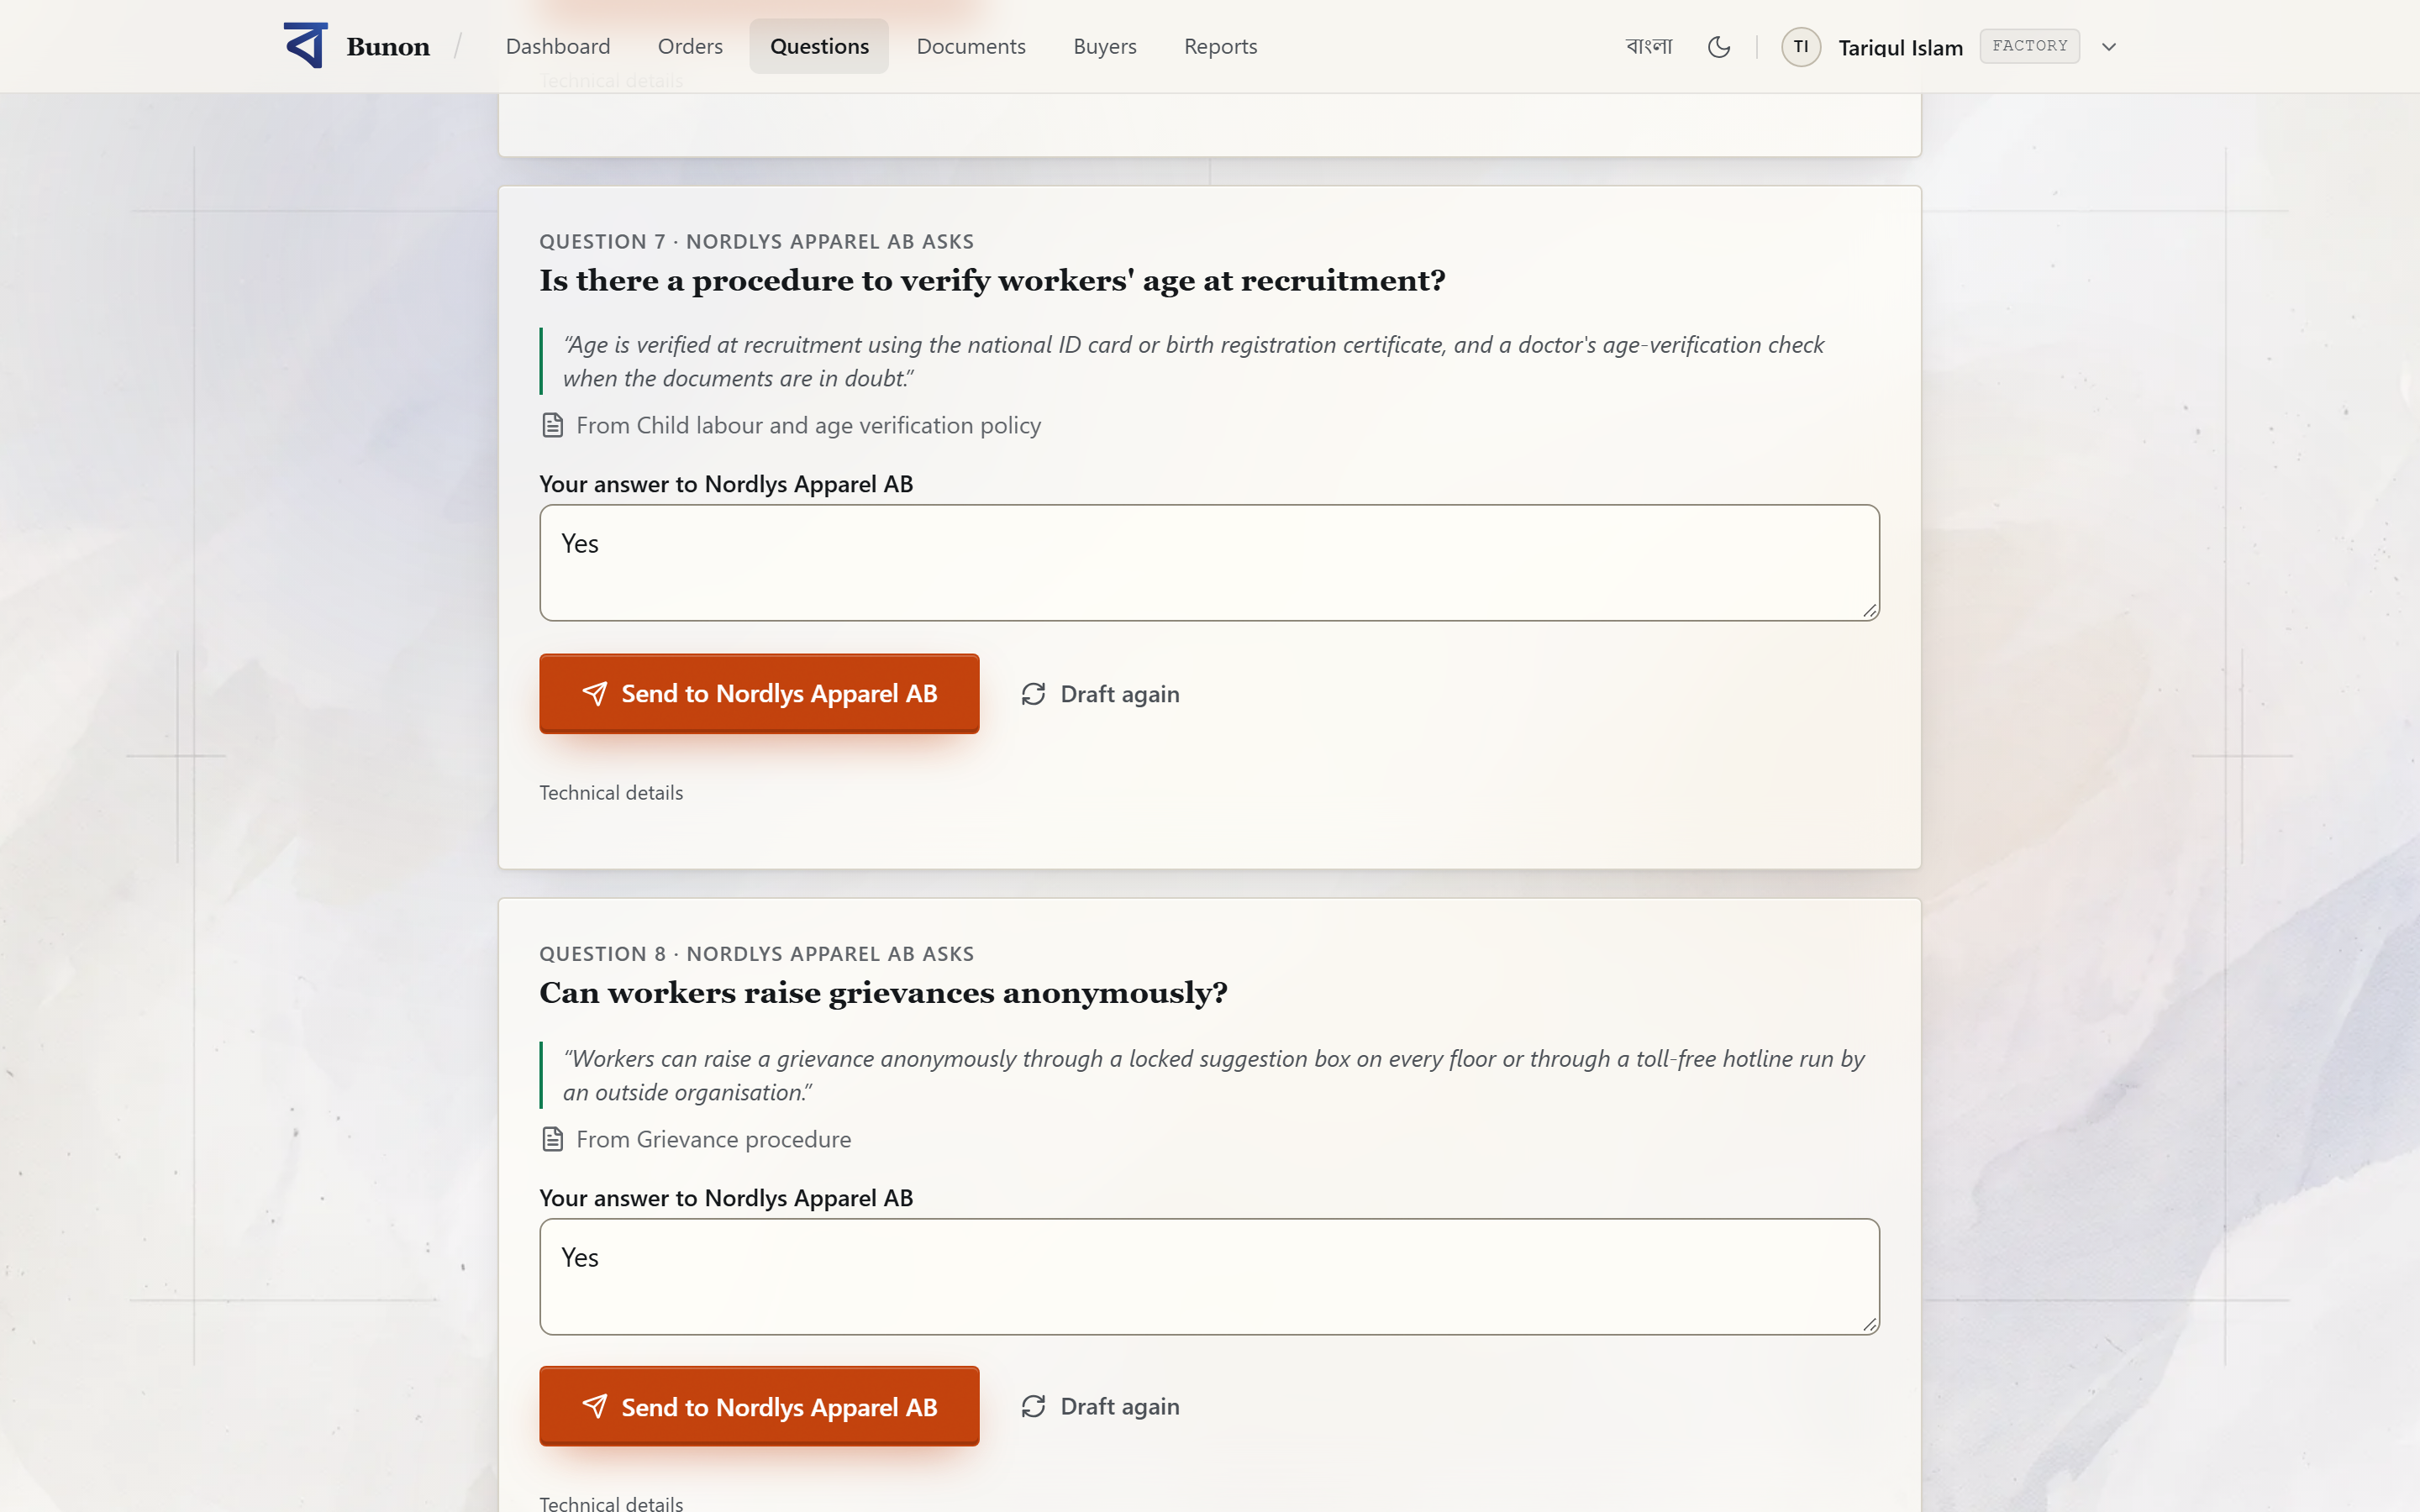 ব Bunon / Dashboard Orders Questions Documents Buyers Reports বাংলা TI Tariqul Islam FACTORY
Technical details
QUESTION 7 · NORDLYS APPAREL AB ASKS
Is there a procedure to verify workers' age at recruitment?
“Age is verified at recruitment using the national ID card or birth registration certificate, and a doctor's age-verification check
when the documents are in doubt.”
From Child labour and age verification policy
Your answer to Nordlys Apparel AB
Yes
Send to Nordlys Apparel AB Draft again
Technical details
QUESTION 8 · NORDLYS APPAREL AB ASKS
Can workers raise grievances anonymously?
“Workers can raise a grievance anonymously through a locked suggestion box on every floor or through a toll-free hotline run by
an outside organisation.”
From Grievance procedure
Your answer to Nordlys Apparel AB
Yes
Send to Nordlys Apparel AB Draft again
Technical details